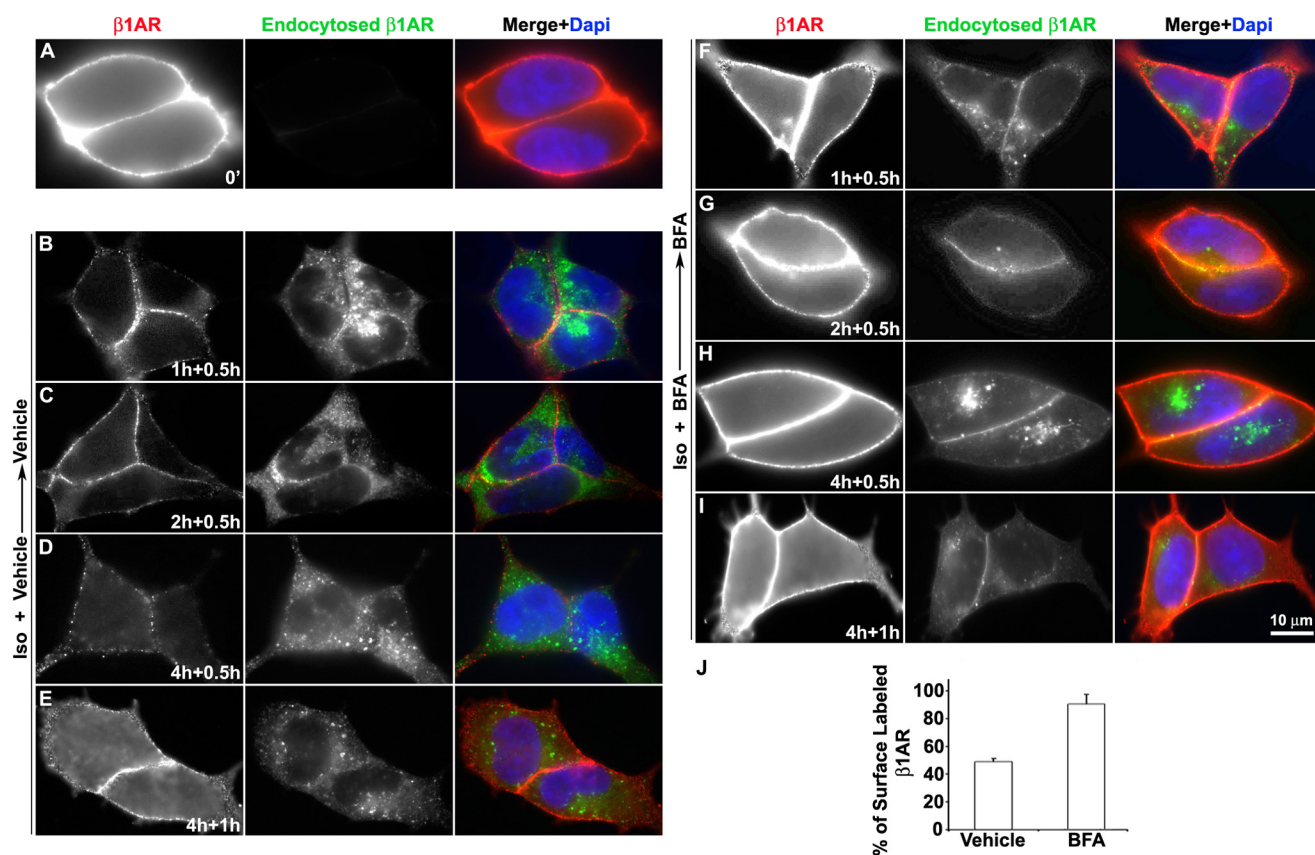 β1AR Endocytosed β1AR Merge+Dapi
A
0'
Iso + Vehicle → Vehicle
B
1h+0.5h
C
2h+0.5h
D
4h+0.5h
E
4h+1h
β1AR Endocytosed β1AR Merge+Dapi
Iso + BFA → BFA
F
1h+0.5h
G
2h+0.5h
H
4h+0.5h
I
4h+1h
10 μm
J
% of Surface Labeled
β1AR
100
80
60
40
20
0
Vehicle BFA